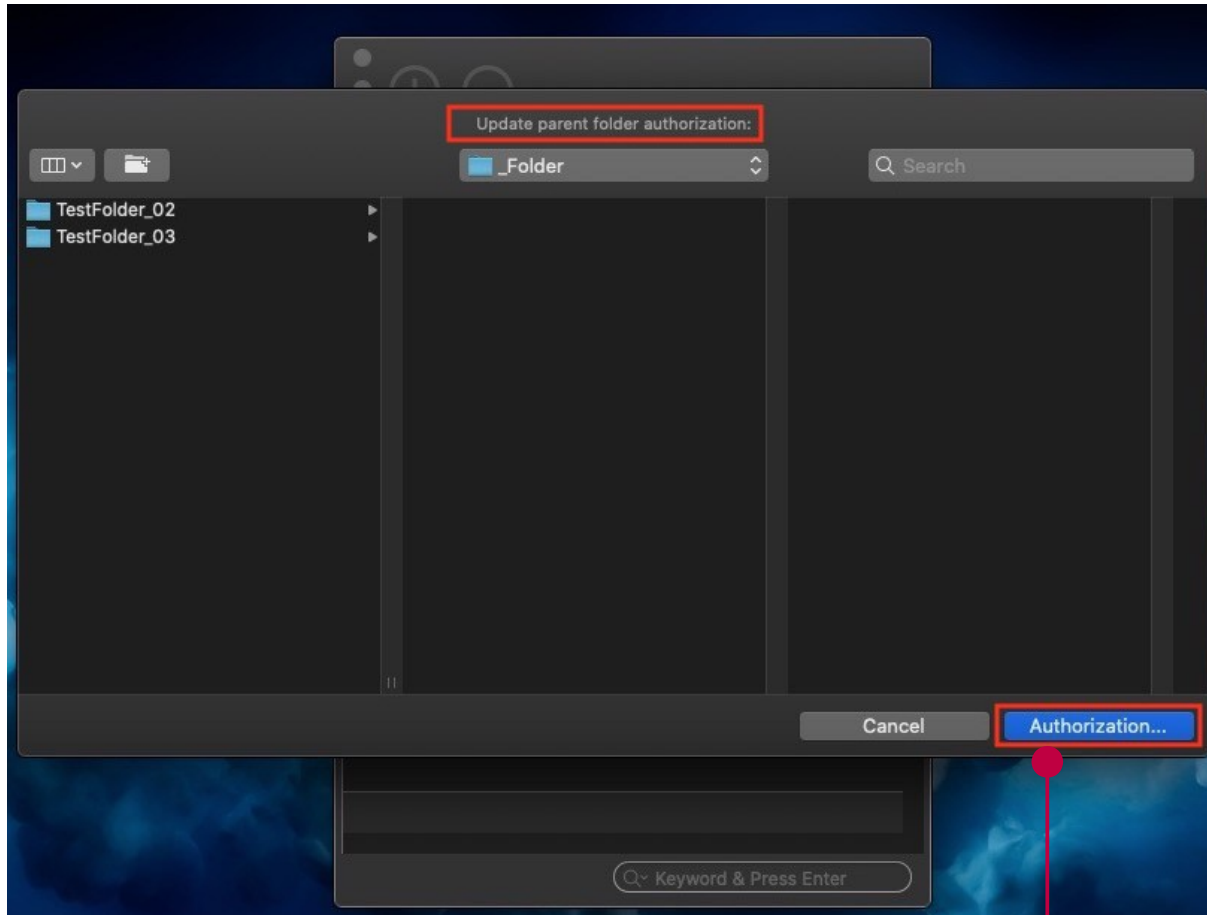 Update parent folder authorization:
_Folder
Search
TestFolder_02
TestFolder_03
Cancel
Authorization...
Keyword & Press Enter